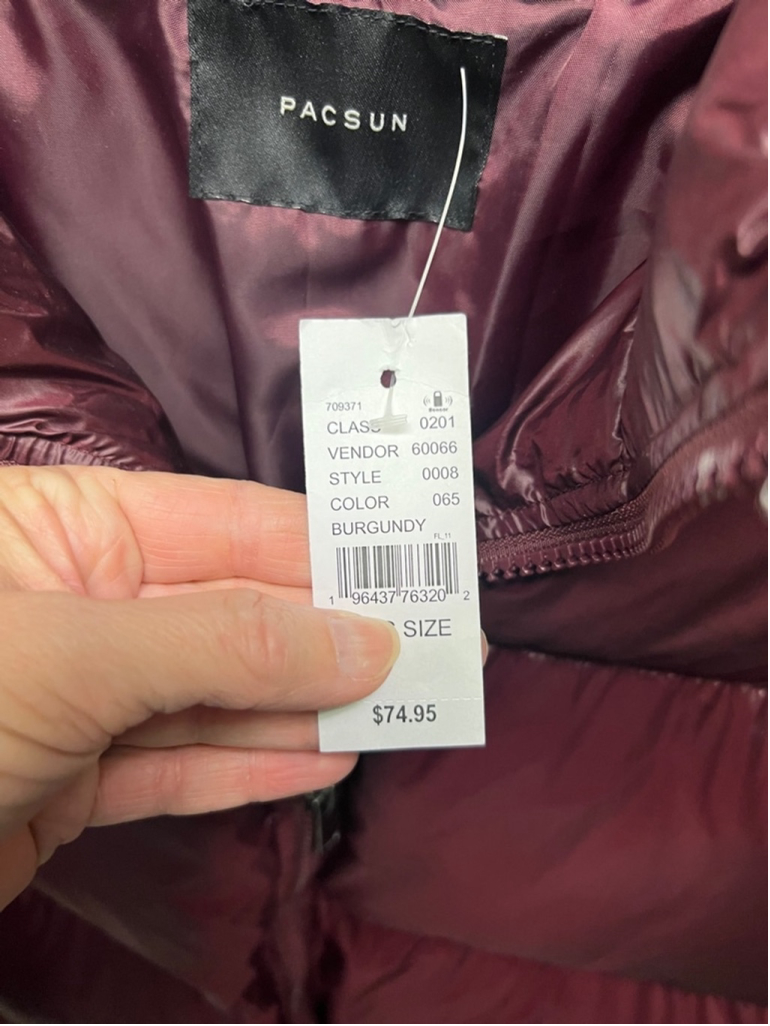 PACSUN
709371
CLASS 0201
VENDOR 60066
STYLE 0008
COLOR 065
BURGUNDY
FL_11
1 96437 76320 2
SIZE
$74.95